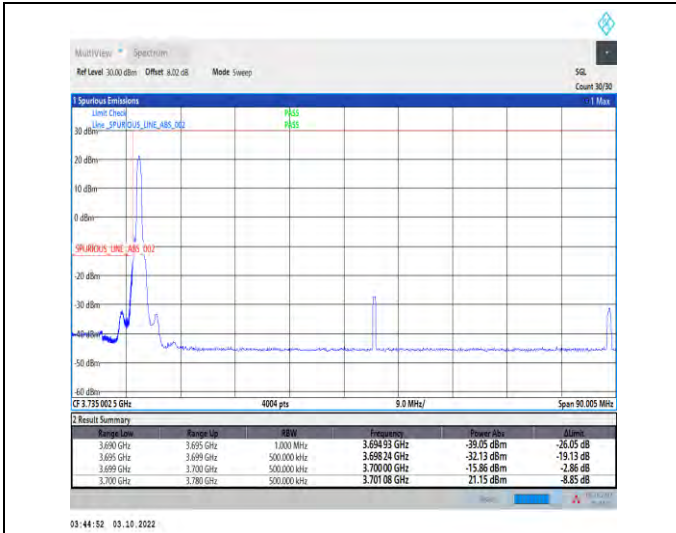 MultiView Spectrum
Ref Level 30.00 dBm Offset 8.02 dB Mode Sweep SGL
Count 30/30
1 Spurious Emissions 1 Max
Limit Check PASS
Line _SPURIOUS_LINE_ABS_002 PASS
30 dBm
20 dBm
10 dBm
0 dBm
_SPURIOUS_LINE_ABS_002
-20 dBm
-30 dBm
-40 dBm
-50 dBm
-60 dBm
CF 3.735 002 5 GHz 4004 pts 9.0 MHz/ Span 90.005 MHz
2 Result Summary
Range Low Range Up RBW Frequency Power Abs ΔLimit
3.690 GHz 3.695 GHz 1.000 MHz 3.694 93 GHz -39.05 dBm -26.05 dB
3.695 GHz 3.699 GHz 500.000 kHz 3.698 24 GHz -32.13 dBm -19.13 dB
3.699 GHz 3.700 GHz 500.000 kHz 3.700 00 GHz -15.86 dBm -2.86 dB
3.700 GHz 3.780 GHz 500.000 kHz 3.701 08 GHz 21.15 dBm -8.85 dB
03:44:52 03.10.2022